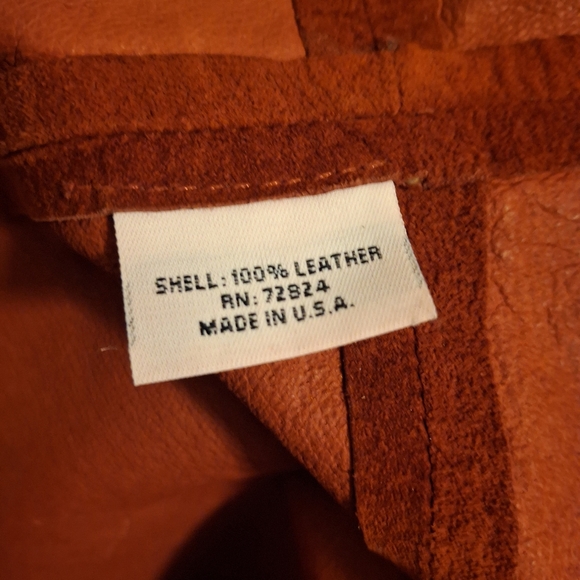 SHELL: 100% LEATHER
RN: 72824
MADE IN U.S.A.